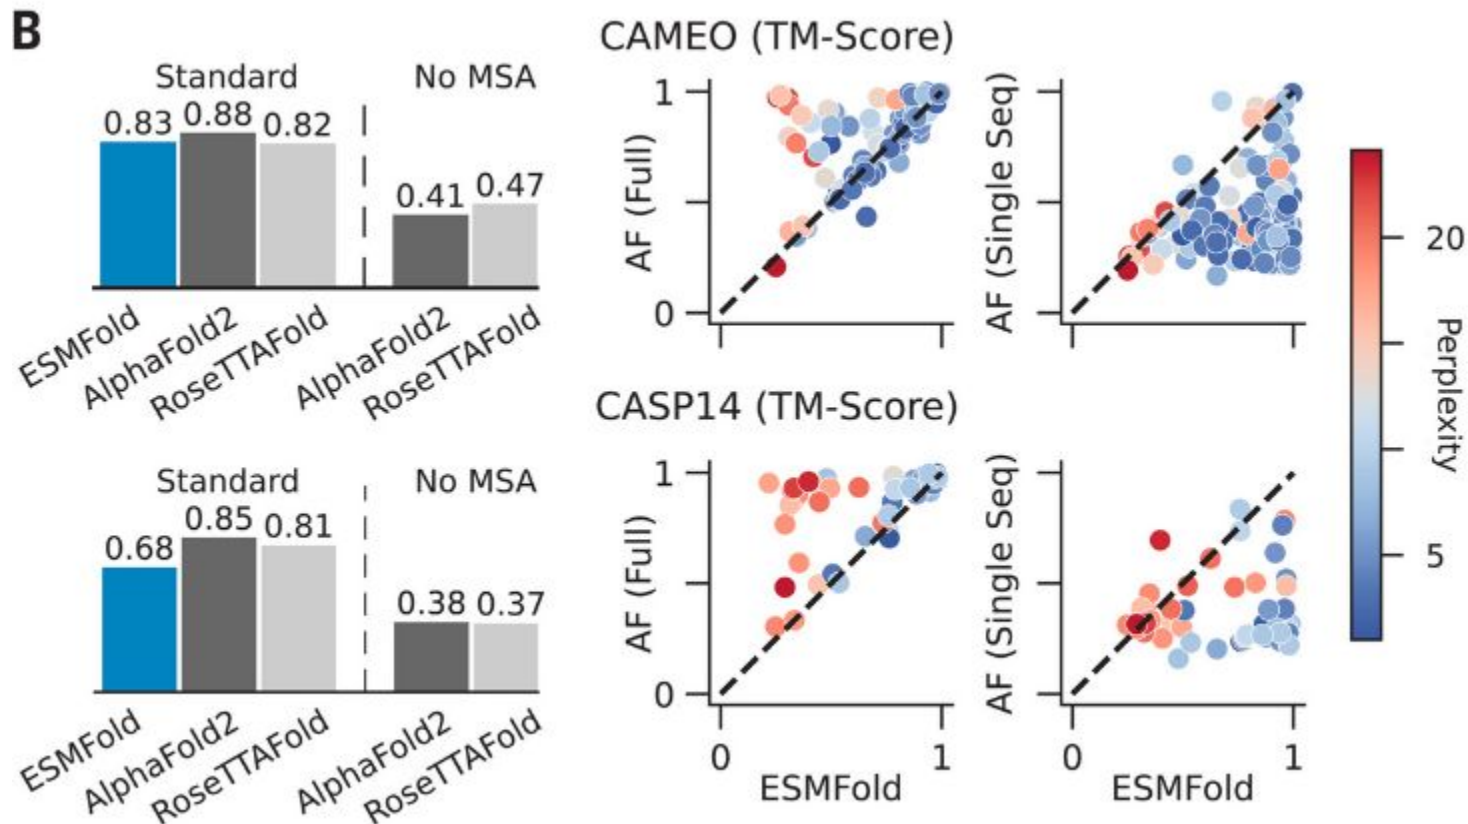 B
CAMEO (TM-Score)
Standard
No MSA
0.83
0.88
0.82
0.41
0.47
ESMFold
AlphaFold2
RoseTTAFold
AlphaFold2
RoseTTAFold
AF (Full)
1
0
AF (Single Seq)
20
5
Perplexity
CASP14 (TM-Score)
Standard
No MSA
0.68
0.85
0.81
0.38
0.37
ESMFold
AlphaFold2
RoseTTAFold
AlphaFold2
RoseTTAFold
AF (Full)
1
0
0
1
ESMFold
AF (Single Seq)
0
1
ESMFold